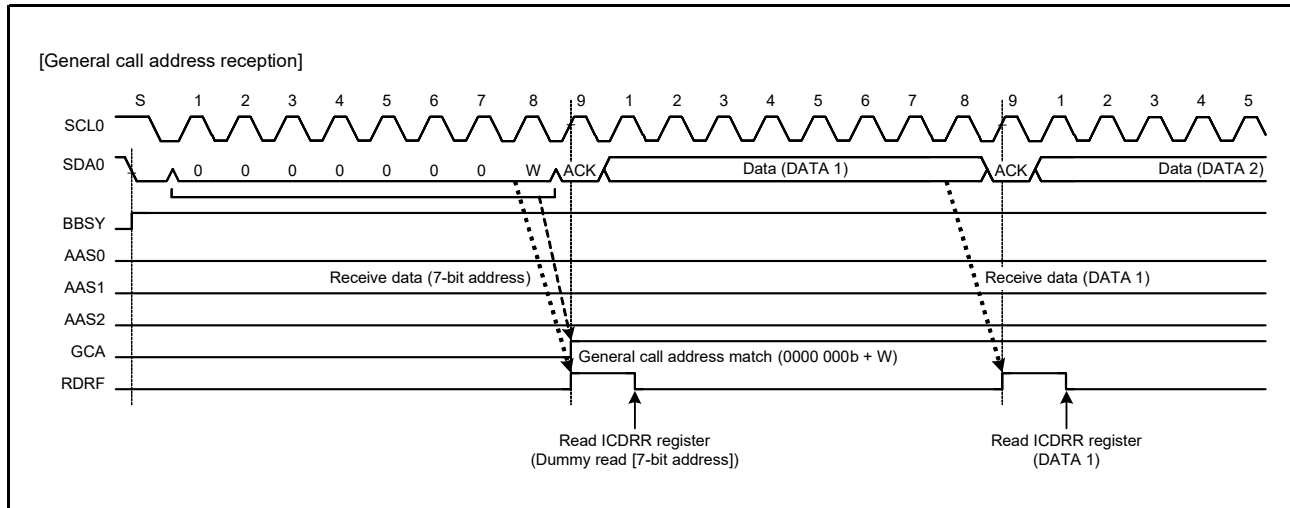 [General call address reception]
S 1 2 3 4 5 6 7 8 9 1 2 3 4 5 6 7 8 9 1 2 3 4 5
SCL0
SDA0 0 0 0 0 0 0 0 W ACK Data (DATA 1) ACK Data (DATA 2)
BBSY
AAS0
Receive data (7-bit address) Receive data (DATA 1)
AAS1
AAS2
GCA General call address match (0000 000b + W)
RDRF
Read ICDRR register Read ICDRR register
(Dummy read [7-bit address]) (DATA 1)